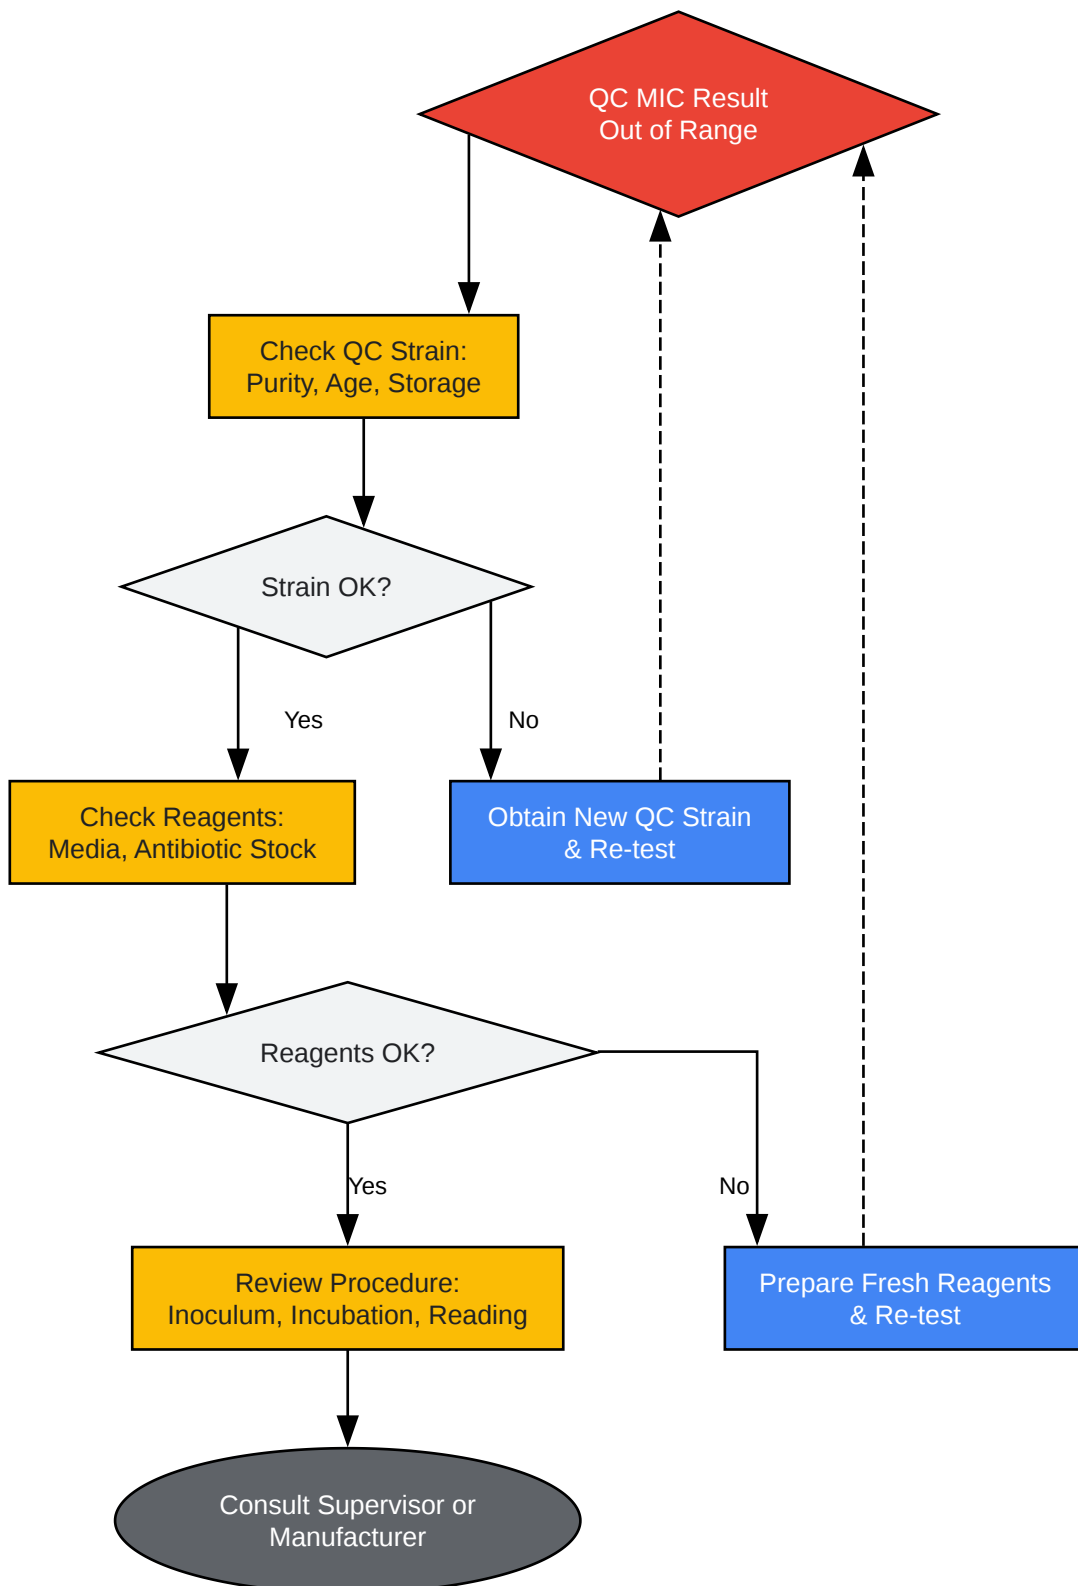 QC MIC Result
Out of Range
Check QC Strain:
Purity, Age, Storage
Strain OK?
Yes
No
Check Reagents:
Media, Antibiotic Stock
Obtain New QC Strain
& Re-test
Reagents OK?
Yes
No
Review Procedure:
Inoculum, Incubation, Reading
Prepare Fresh Reagents
& Re-test
Consult Supervisor or
Manufacturer